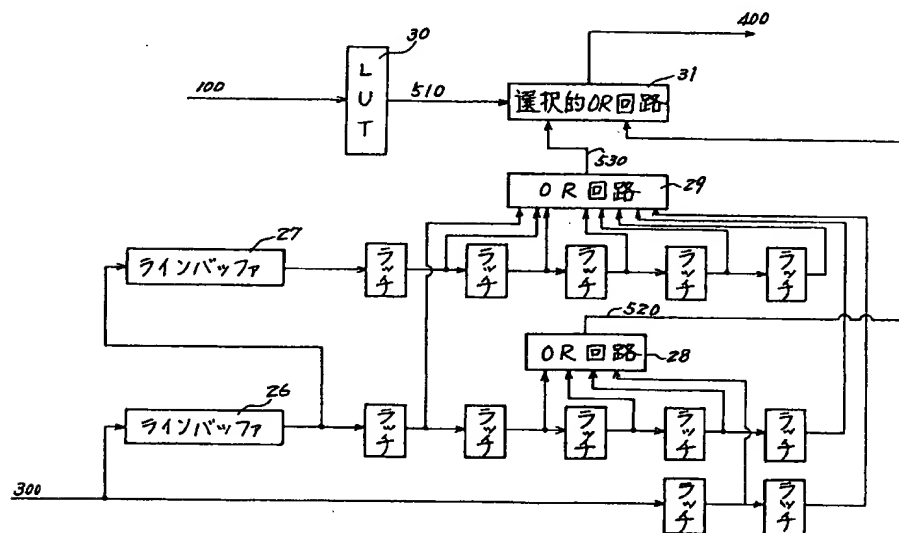 400
30
100
LUT
510
31
選択的OR回路
530
OR回路
29
27
ラインバッファ
ラッチ
ラッチ
ラッチ
ラッチ
ラッチ
520
OR回路
28
26
ラインバッファ
ラッチ
ラッチ
ラッチ
ラッチ
ラッチ
300
ラッチ
ラッチ